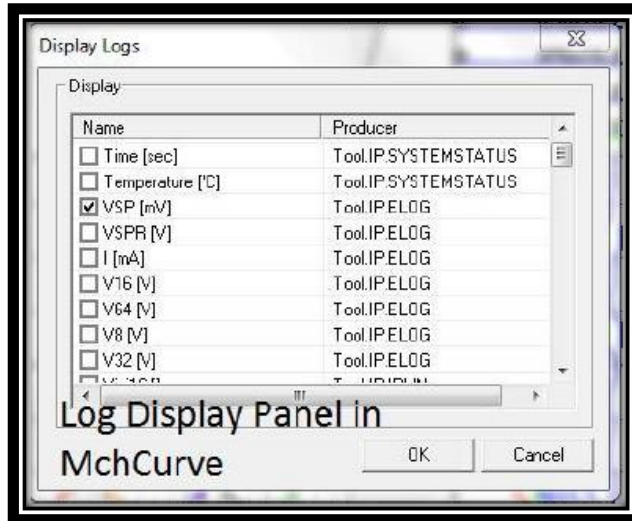 Display Logs
Display
Name Producer
Time [sec] Tool.IP.SYSTEMSTATUS
Temperature ['C] Tool.IP.SYSTEMSTATUS
VSP [mV] Tool.IP.ELOG
VSPR [V] Tool.IP.ELOG
I [mA] Tool.IP.ELOG
V16 [V] Tool.IP.ELOG
V64 [V] Tool.IP.ELOG
V8 [V] Tool.IP.ELOG
V32 [V] Tool.IP.ELOG
Log Display Panel in
MchCurve
OK Cancel